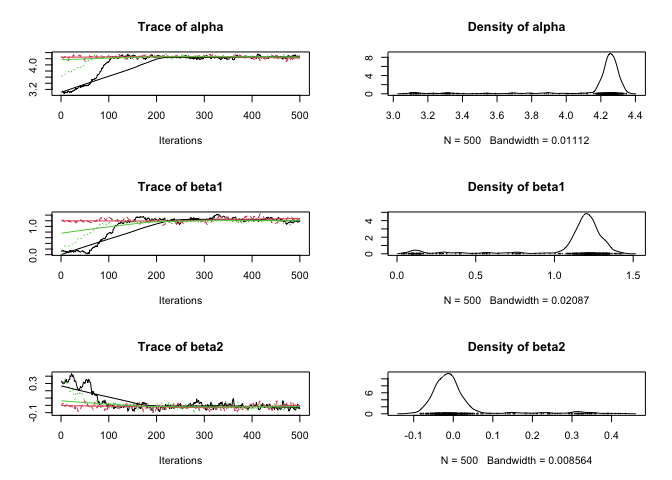 Trace of alpha
3.2 4.0
0 100 200 300 400 500
Iterations
Density of alpha
0 4 8
3.0 3.2 3.4 3.6 3.8 4.0 4.2 4.4
N = 500 Bandwidth = 0.01112
Trace of beta1
0.0 1.0
0 100 200 300 400 500
Iterations
Density of beta1
0 2 5
0.0 0.5 1.0 1.5
N = 500 Bandwidth = 0.02087
Trace of beta2
-0.1 0.3
0 100 200 300 400 500
Iterations
Density of beta2
0 6
-0.1 0.0 0.1 0.2 0.3 0.4
N = 500 Bandwidth = 0.008564